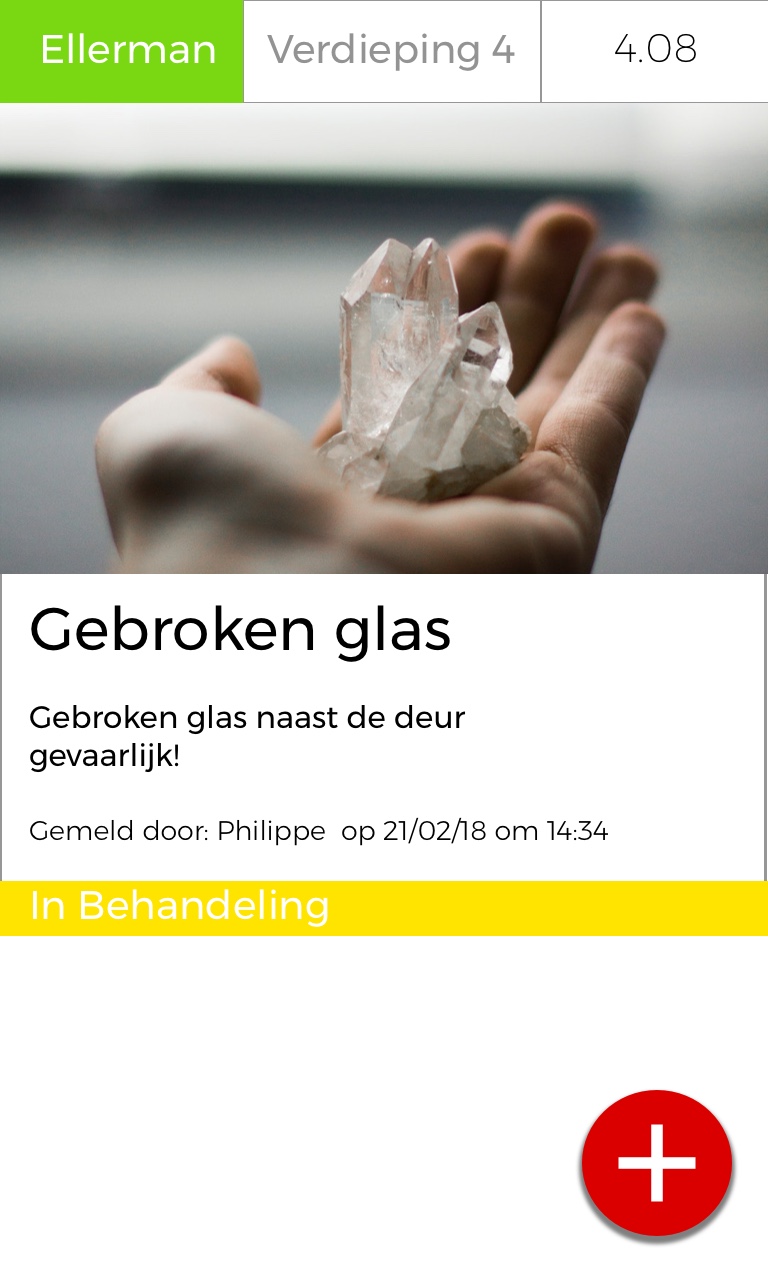 Ellerman Verdieping 4 4.08
Gebroken glas
Gebroken glas naast de deur
gevaarlijk!
Gemeld door: Philippe op 21/02/18 om 14:34
In Behandeling